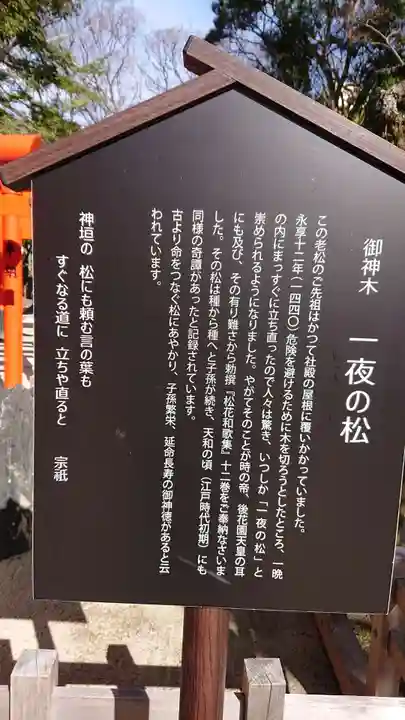 御神木　一夜の松
この老松のご先祖はかつて社殿の屋根に覆いかかっていました。
永享十二年（一四四〇）危険を避けるために木を切ろうとしたところ、一晩
の内にまっすぐに立ち直ったので人々は驚き、いつしか「一夜の松」と
崇められるようになりました。やがてそのことが時の帝、後花園天皇の耳
にも及び、その有り難さから勅撰『松花和歌集』十二巻をご奉納なさいま
した。その松は種から種へと子孫が続き、天和の頃（江戸時代初期）にも
同様の奇譚があったと記録されています。
古より命をつなぐ松にあやかり、子孫繁栄、延命長寿の御神徳があると云
われています。
神垣の　松にも頼む言の葉も
すぐなる道に　立ちや直ると　宗祇